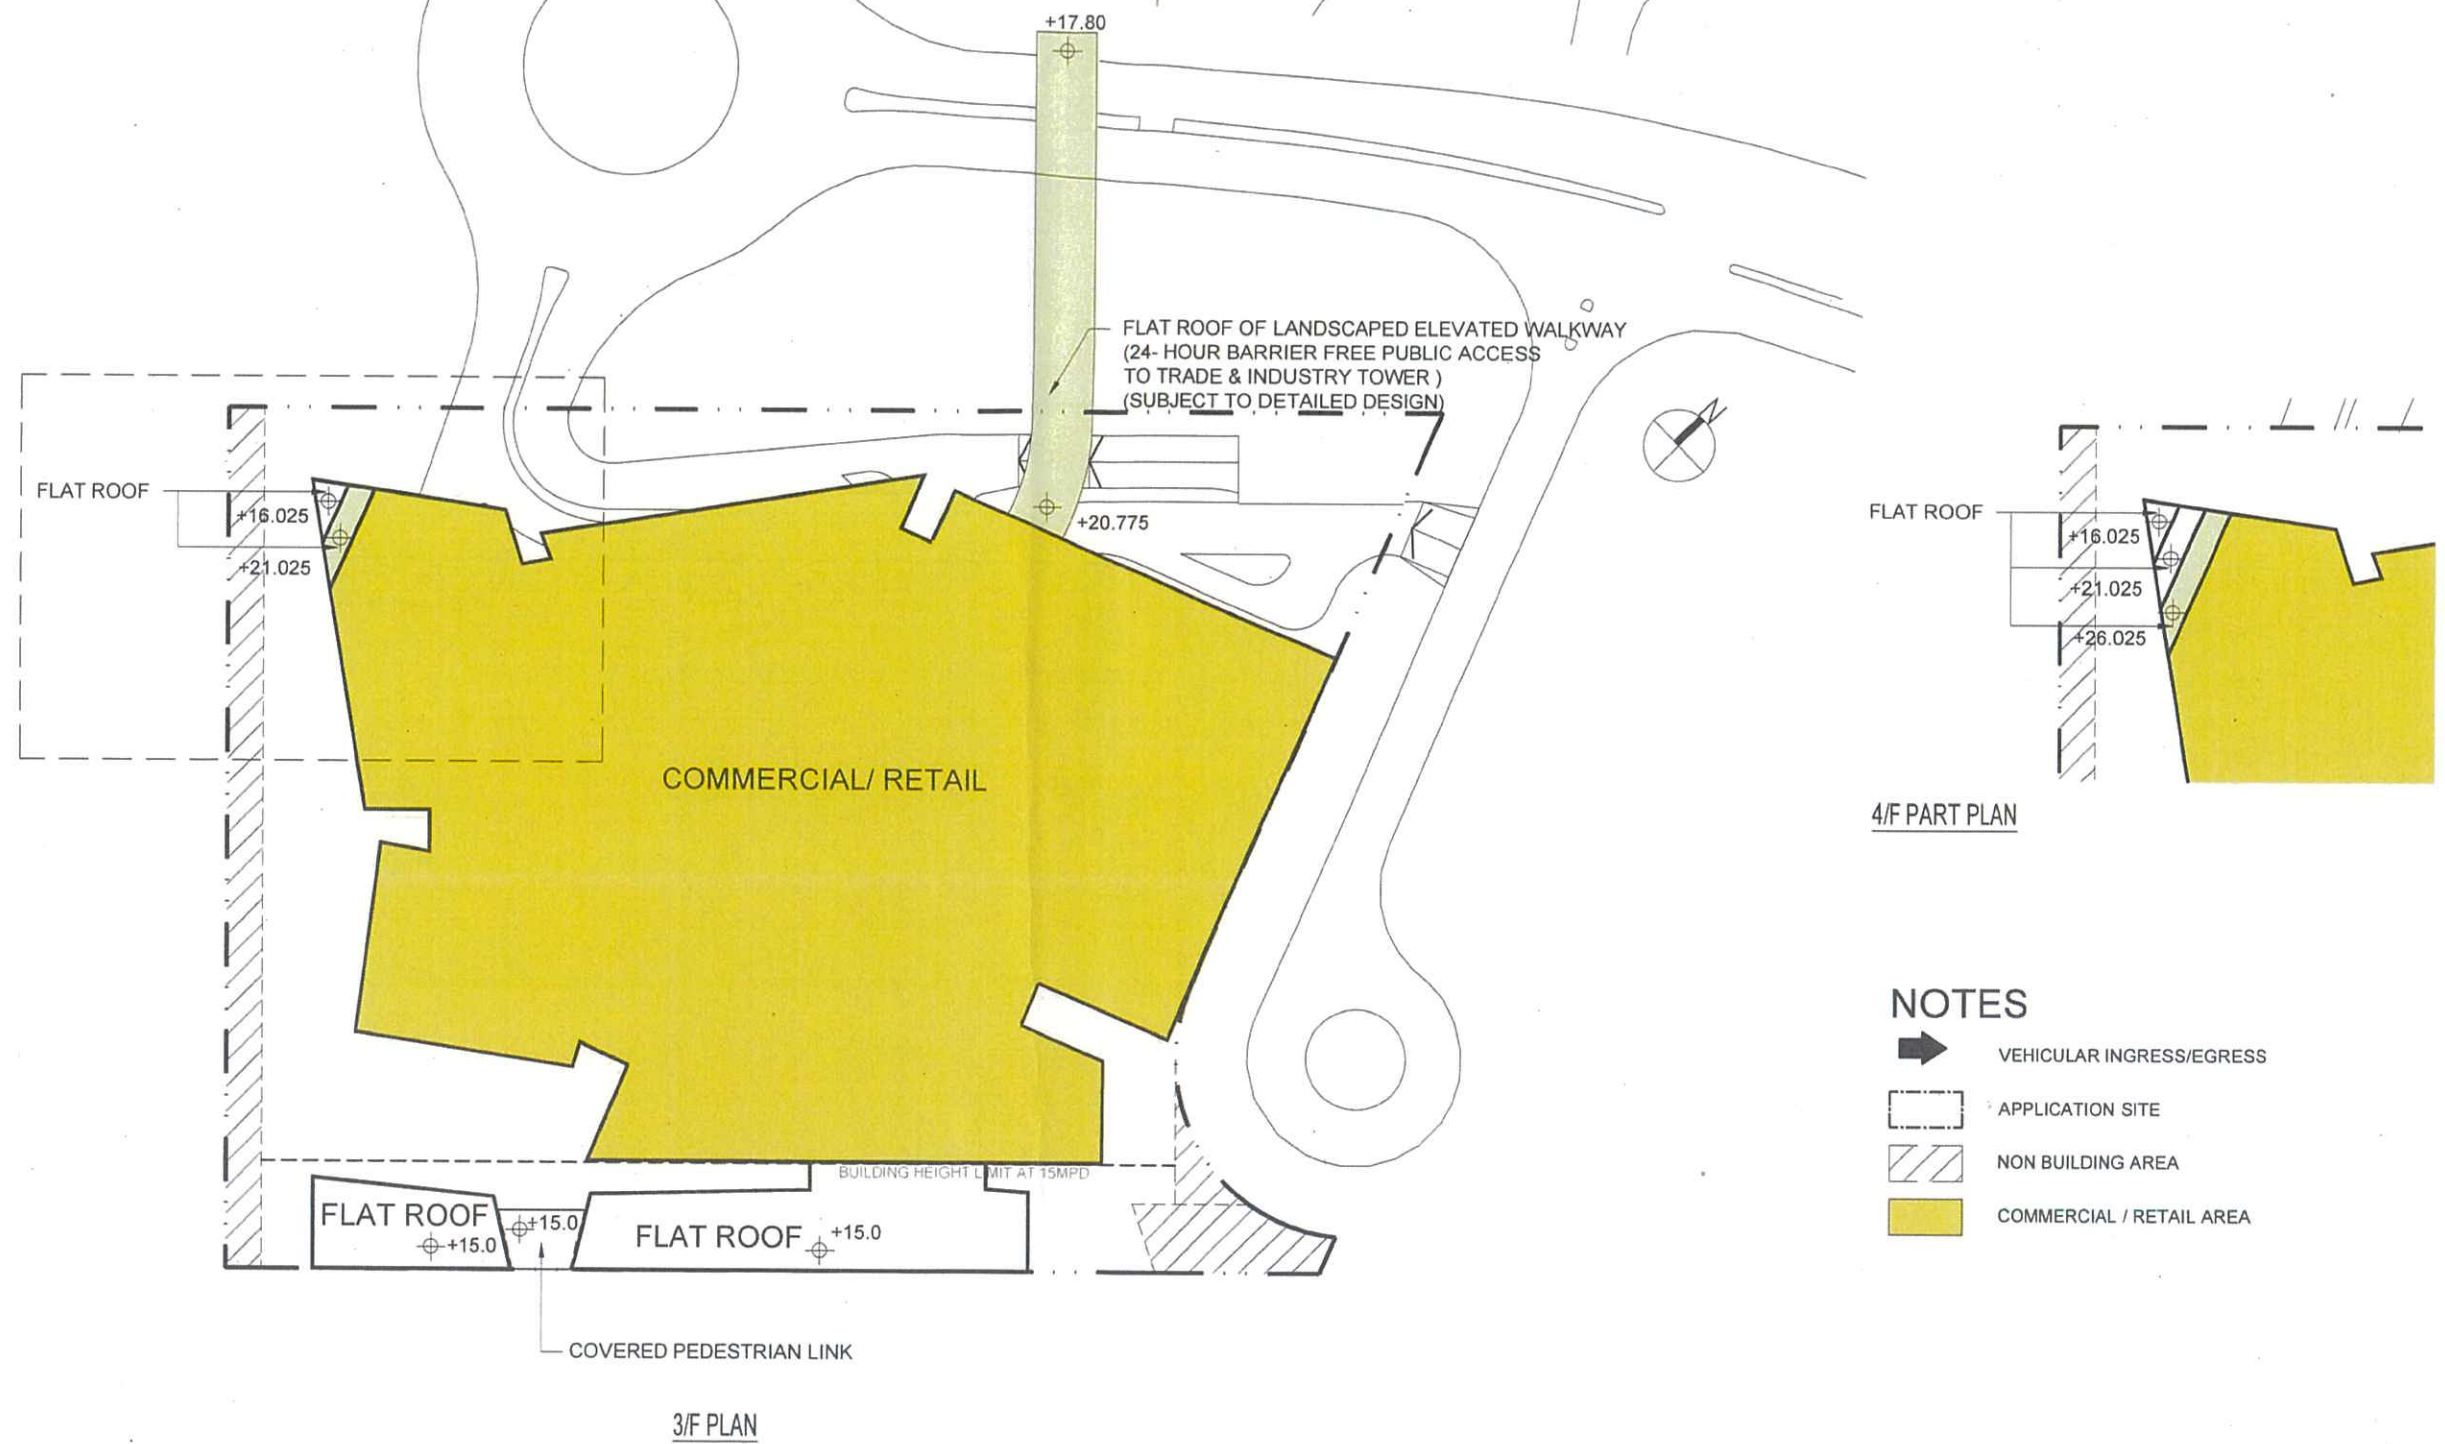 +17.80
FLAT ROOF OF LANDSCAPED ELEVATED WALKWAY
(24- HOUR BARRIER FREE PUBLIC ACCESS
TO TRADE & INDUSTRY TOWER )
(SUBJECT TO DETAILED DESIGN)
N
FLAT ROOF
+16.025
+21.025
+20.775
COMMERCIAL/ RETAIL
BUILDING HEIGHT LIMIT AT 15MPD
FLAT ROOF
+15.0
+15.0
FLAT ROOF
+15.0
COVERED PEDESTRIAN LINK
3/F PLAN
FLAT ROOF
+16.025
+21.025
+26.025
4/F PART PLAN
NOTES
VEHICULAR INGRESS/EGRESS
APPLICATION SITE
NON BUILDING AREA
COMMERCIAL / RETAIL AREA